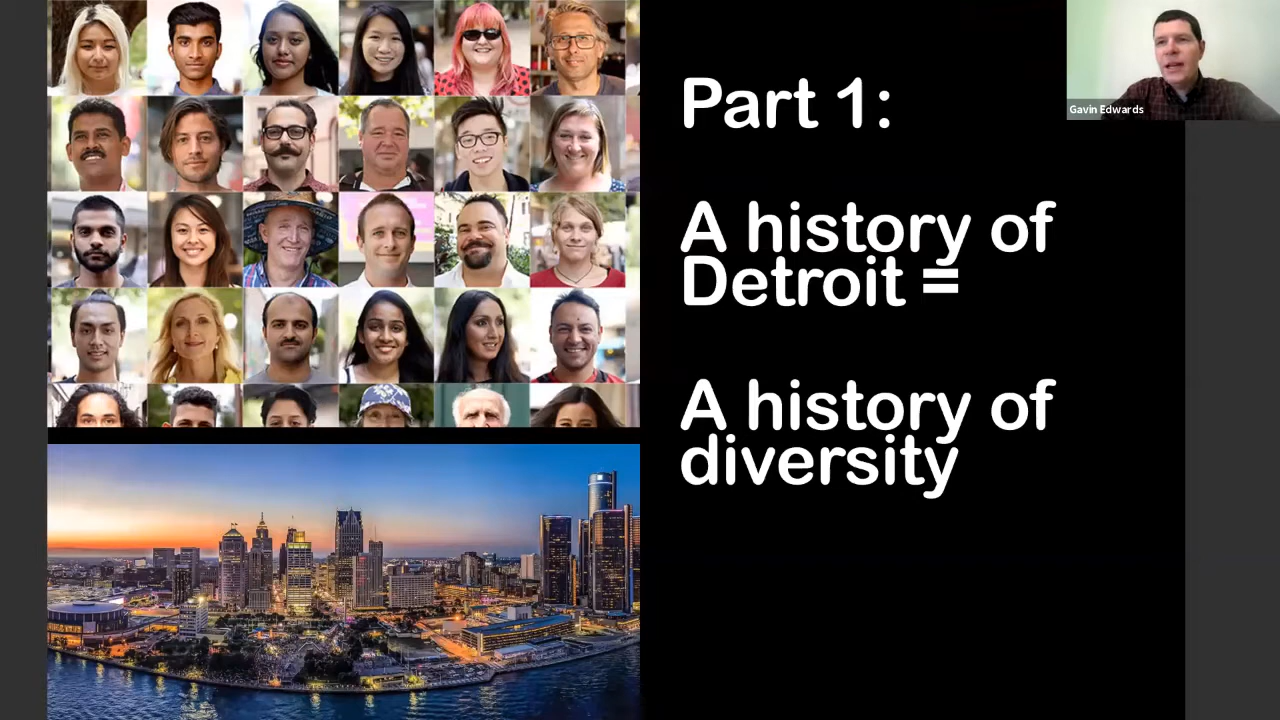 Part 1:
A history of
Detroit =
A history of
diversity
Gavin Edwards